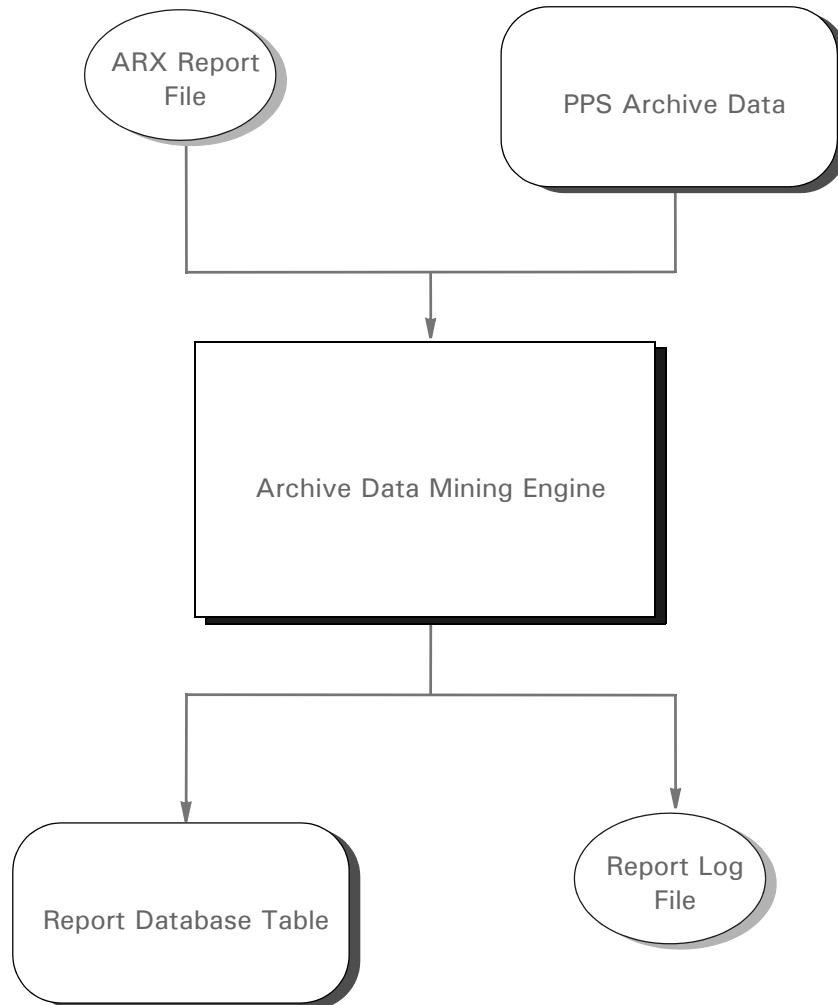 ARX Report
File
PPS Archive Data
Archive Data Mining Engine
Report Database Table
Report Log
File